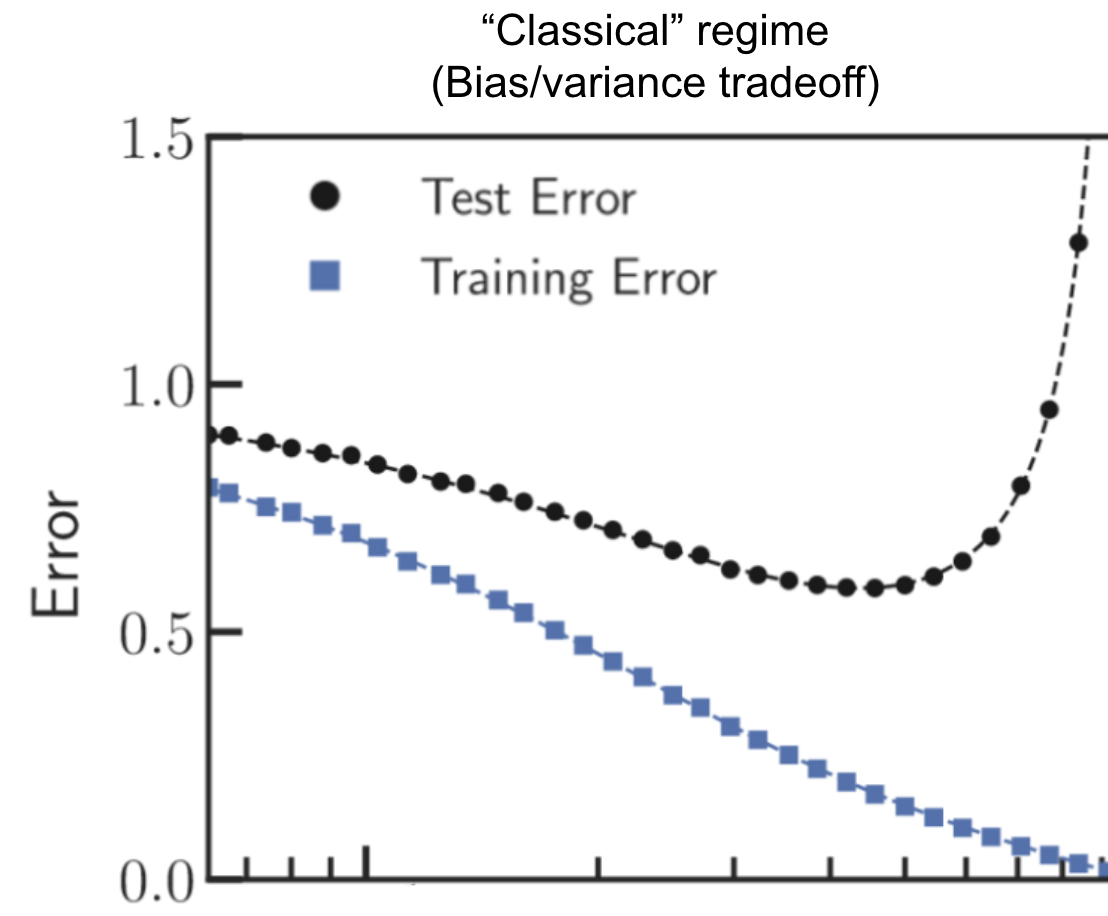 “Classical” regime
(Bias/variance tradeoff)
1.5
Test Error
Training Error
1.0
Error
0.5
0.0